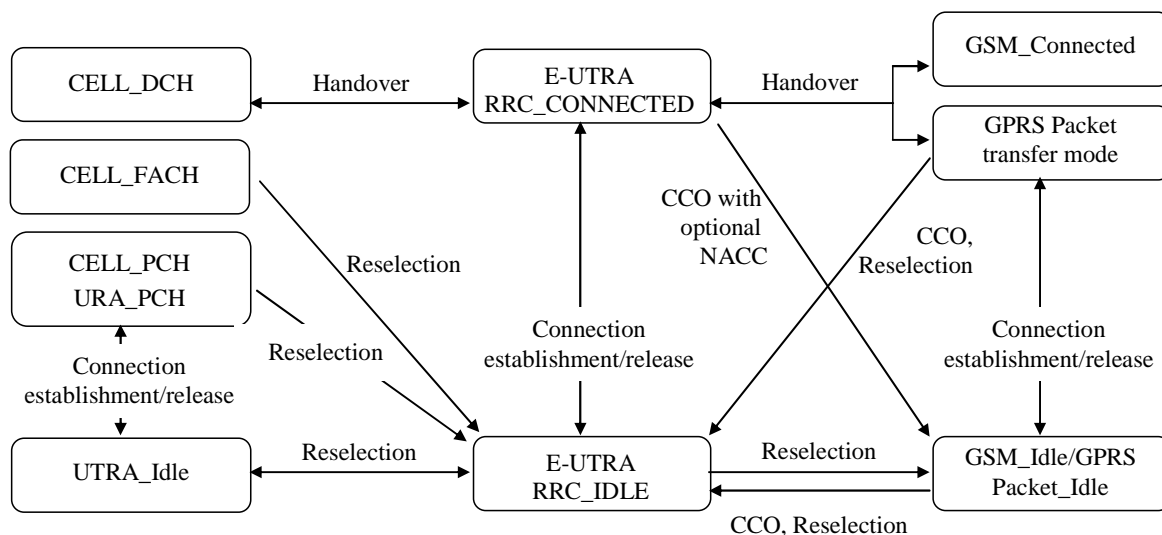 GSM_Connected
CELL_DCH
Handover
E-UTRA
RRC_CONNECTED
Handover
GPRS Packet
transfer mode
CELL_FACH
CCO with
optional
NACC
CCO,
Reselection
CELL_PCH
URA_PCH
Reselection
Reselection
Connection
establishment/release
Connection
establishment/release
Connection
establishment/release
UTRA_Idle
Reselection
E-UTRA
RRC_IDLE
Reselection
GSM_Idle/GPRS
Packet_Idle
CCO, Reselection